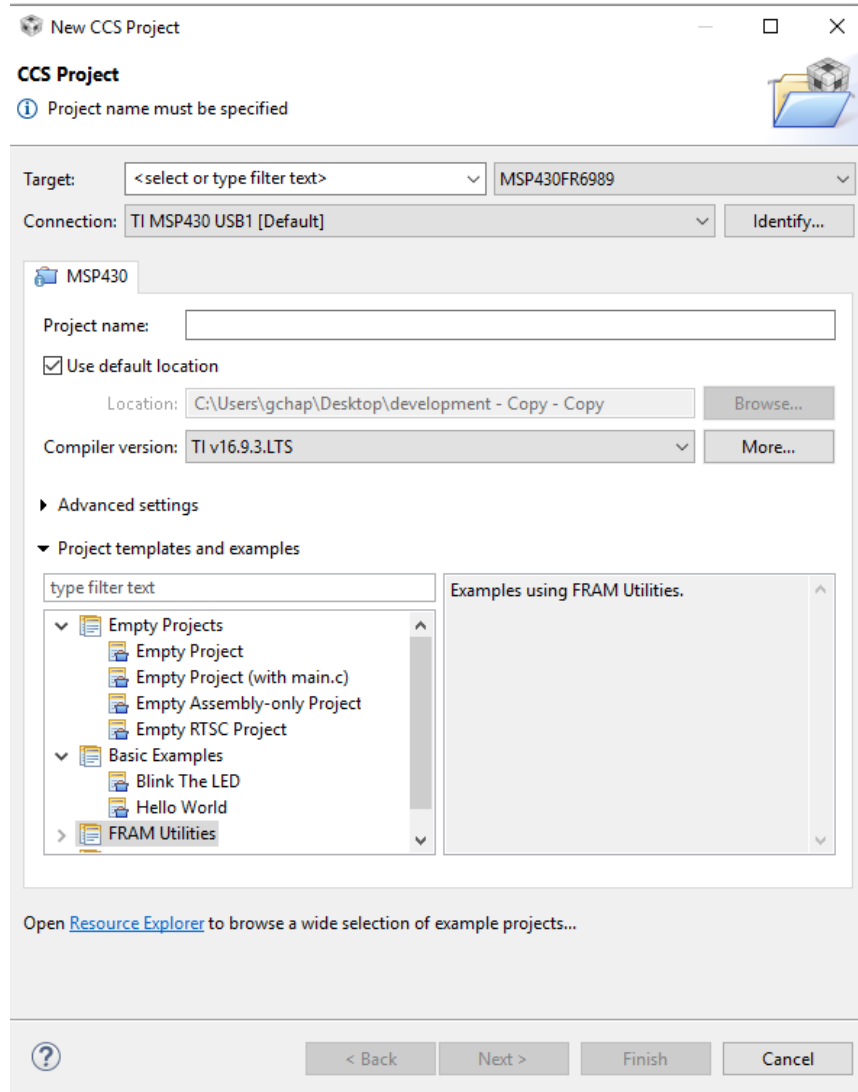 New CCS Project
CCS Project
Project name must be specified
Target: <select or type filter text> MSP430FR6989
Connection: TI MSP430 USB1 [Default] Identify...
MSP430
Project name:
Use default location
Location: C:\Users\gchap\Desktop\development - Copy - Copy Browse...
Compiler version: TI v16.9.3.LTS More...
Advanced settings
Project templates and examples
type filter text
Examples using FRAM Utilities.
Empty Projects
Empty Project
Empty Project (with main.c)
Empty Assembly-only Project
Empty RTSC Project
Basic Examples
Blink The LED
Hello World
FRAM Utilities
Open Resource Explorer to browse a wide selection of example projects...
< Back Next > Finish Cancel